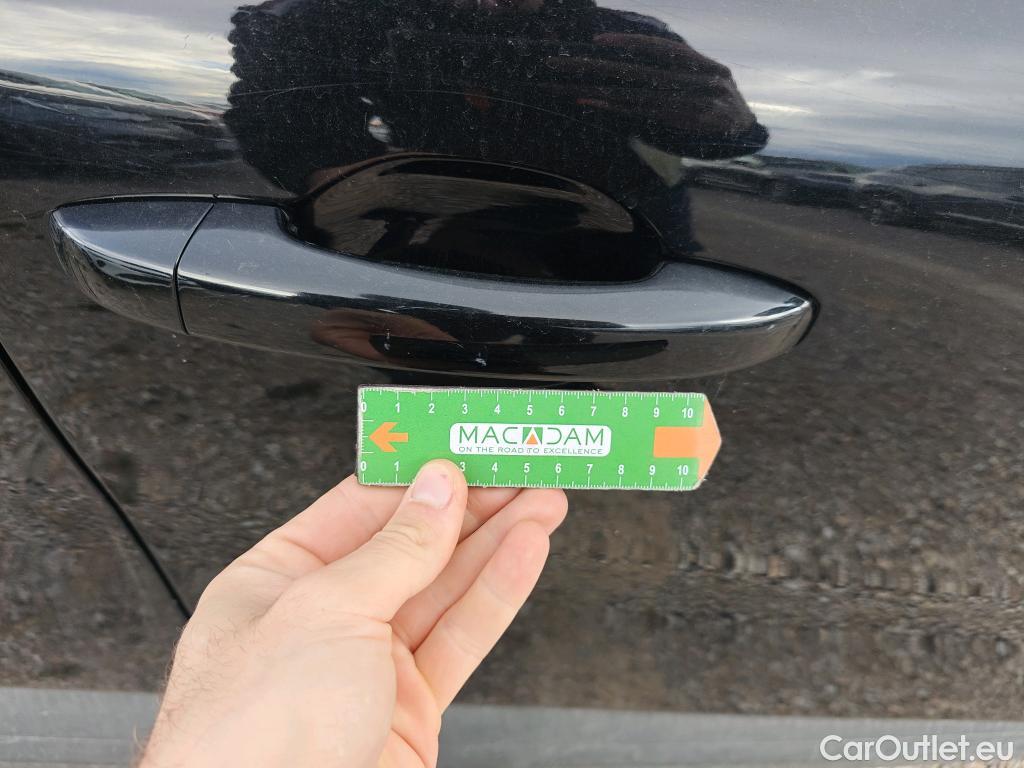 0 1 2 3 4 5 6 7 8 9 10
MACADAM
ON THE ROAD TO EXCELLENCE
0 1 3 4 5 6 7 8 9 10
CarOutlet.eu